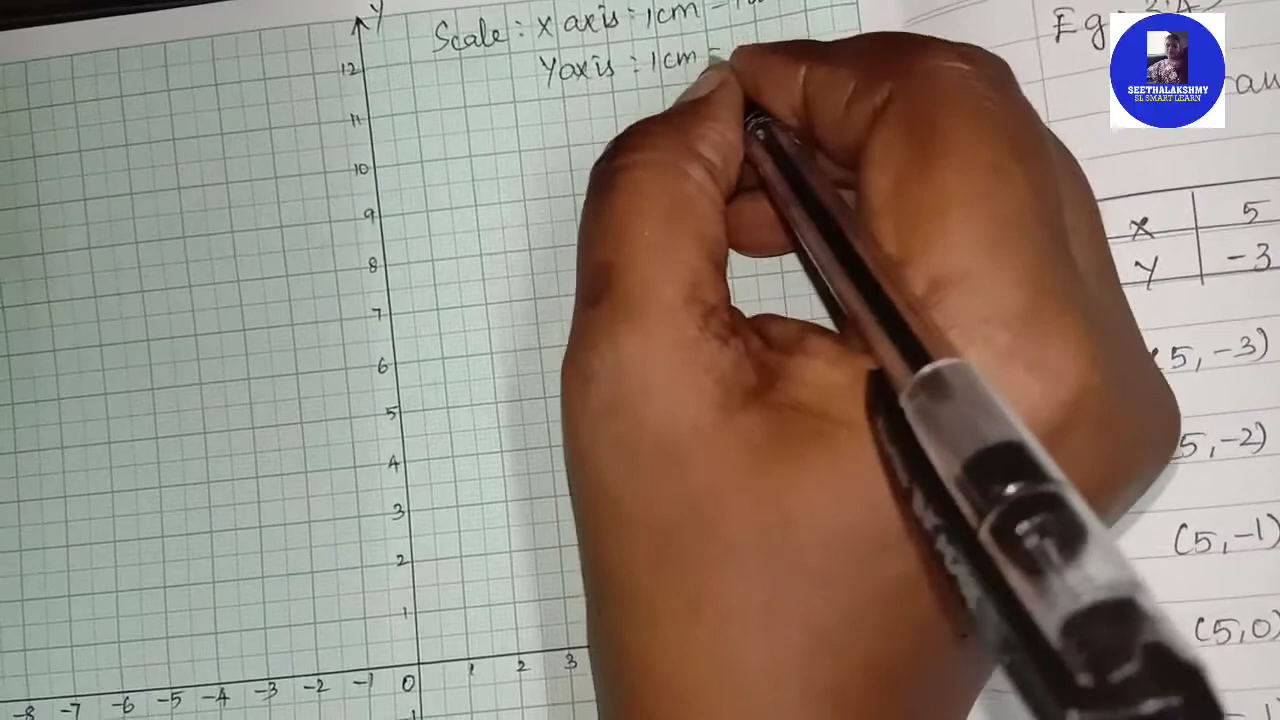 Y
Scale: x axis = 1cm =
Y axis = 1cm =
Eg
12
11
10
9
8
7
6
5
4
3
2
1
-8 -7 -6 -5 -4 -3 -2 -1 0 1 2 3
-1
SEETHALAKSHMY
SL SMART LEARN
x 5
y -3
(5, -3)
5, -2)
(5, -1)
(5, 0)